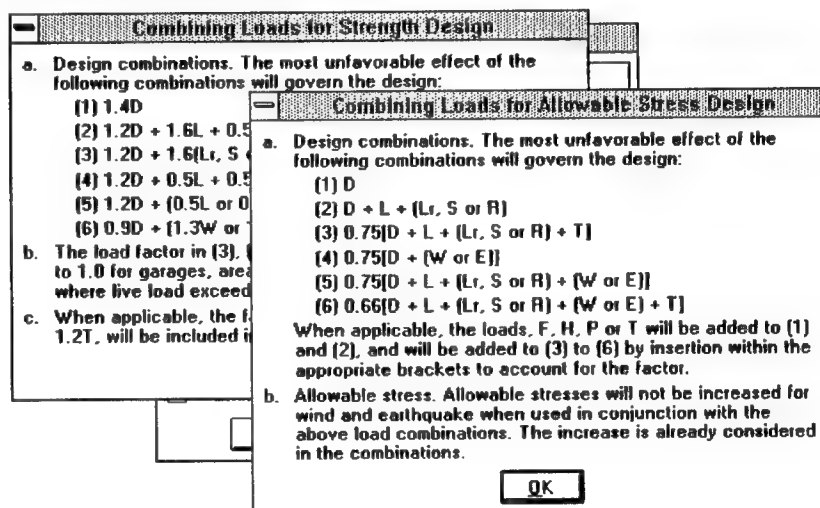 Combining Loads for Strength Design
a. Design combinations. The most unfavorable effect of the
following combinations will govern the design:
(1) 1.4D
(2) 1.2D + 1.6L + 0.5
(3) 1.2D + 1.6(Lr, S
(4) 1.2D + 0.5L + 0.5
(5) 1.2D + (0.5L or 0
(6) 0.9D + (1.3W or
b. The load factor in (3),
to 1.0 for garages,
where live load exceed
c. When applicable, the
1.2T, will be included
Combining Loads for Allowable Stress Design
a. Design combinations. The most unfavorable effect of the
following combinations will govern the design:
(1) D
(2) D + L + (Lr, S or R)
(3) 0.75[D + L + (Lr, S or R) + T]
(4) 0.75[D + (W or E)]
(5) 0.75[D + L + (Lr, S or R) + (W or E)]
(6) 0.66[D + L + (Lr, S or R) + (W or E) + T]
When applicable, the loads, F, H, P or T will be added to (1)
and (2), and will be added to (3) to (6) by insertion within the
appropriate brackets to account for the factor.
b. Allowable stress. Allowable stresses will not be increased for
wind and earthquake when used in conjunction with the
above load combinations. The increase is already considered
in the combinations.
OK